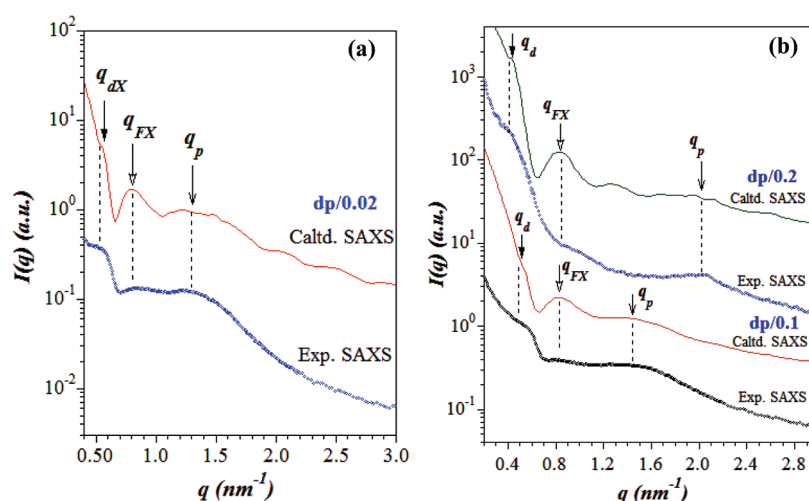 (a)
10^2
10^1
10^0
10^-1
10^-2
I(q) (a.u.)
q_dX
q_FX
q_p
dp/0.02
Caltd. SAXS
Exp. SAXS
0.50 1.0 1.5 2.0 2.5 3.0
q (nm^-1)
(b)
10^3
10^2
10^1
10^0
10^-1
I(q) (a.u.)
q_d
q_FX
q_p
dp/0.2
Caltd. SAXS
q_d
q_FX
q_p
Exp. SAXS
dp/0.1
Caltd. SAXS
Exp. SAXS
0.4 0.8 1.2 1.6 2.0 2.4 2.8
q (nm^-1)